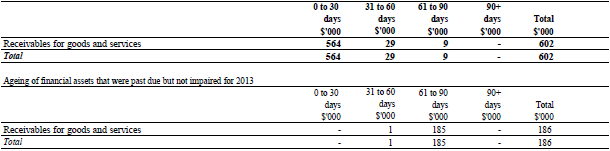 0 to 30 31 to 60 61 to 90 90+
days days days days Total
$'000 $'000 $'000 $'000 $'000
Receivables for goods and services 564 29 9 - 602
Total 564 29 9 - 602
Ageing of financial assets that were past due but not impaired for 2013
0 to 30 31 to 60 61 to 90 90+
days days days days Total
$'000 $'000 $'000 $'000 $'000
Receivables for goods and services - 1 185 - 186
Total - 1 185 - 186